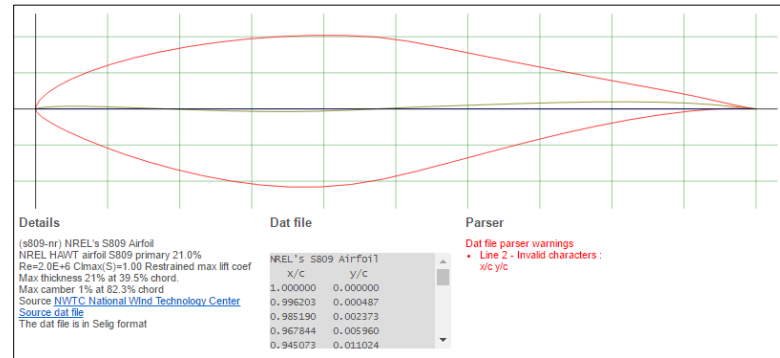 Details
(s809-nr) NREL's S809 Airfoil
NREL HAWT airfoil S809 primary 21.0%
Re=2.0E+6 Clmax(S)=1.00 Restrained max lift coef
Max thickness 21% at 39.5% chord.
Max camber 1% at 82.3% chord
Source NWTC National WInd Technology Center
Source dat file
The dat file is in Selig format
Dat file
NREL's S809 Airfoil
x/c y/c
1.000000 0.000000
0.996203 0.000487
0.985190 0.002373
0.967844 0.005960
0.945073 0.011024
Parser
Dat file parser warnings
Line 2 - Invalid characters :
x/c y/c